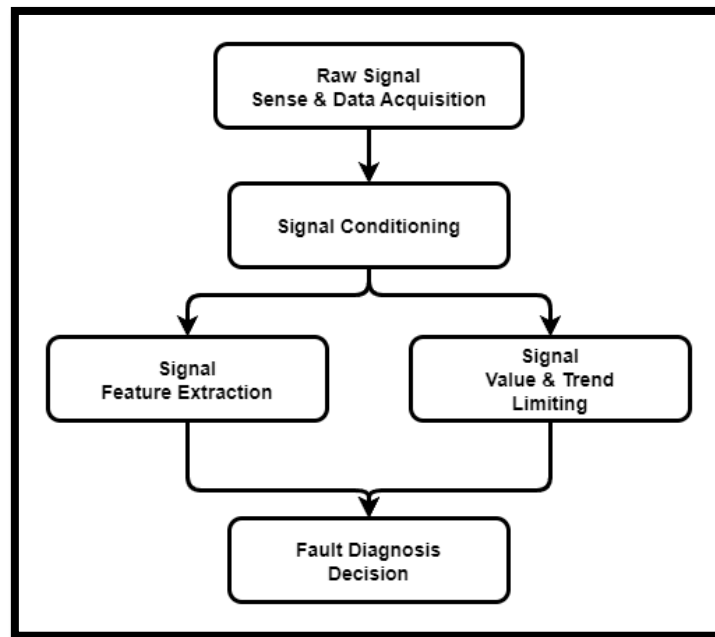 Raw Signal
Sense & Data Acquisition
Signal Conditioning
Signal
Feature Extraction
Signal
Value & Trend
Limiting
Fault Diagnosis
Decision